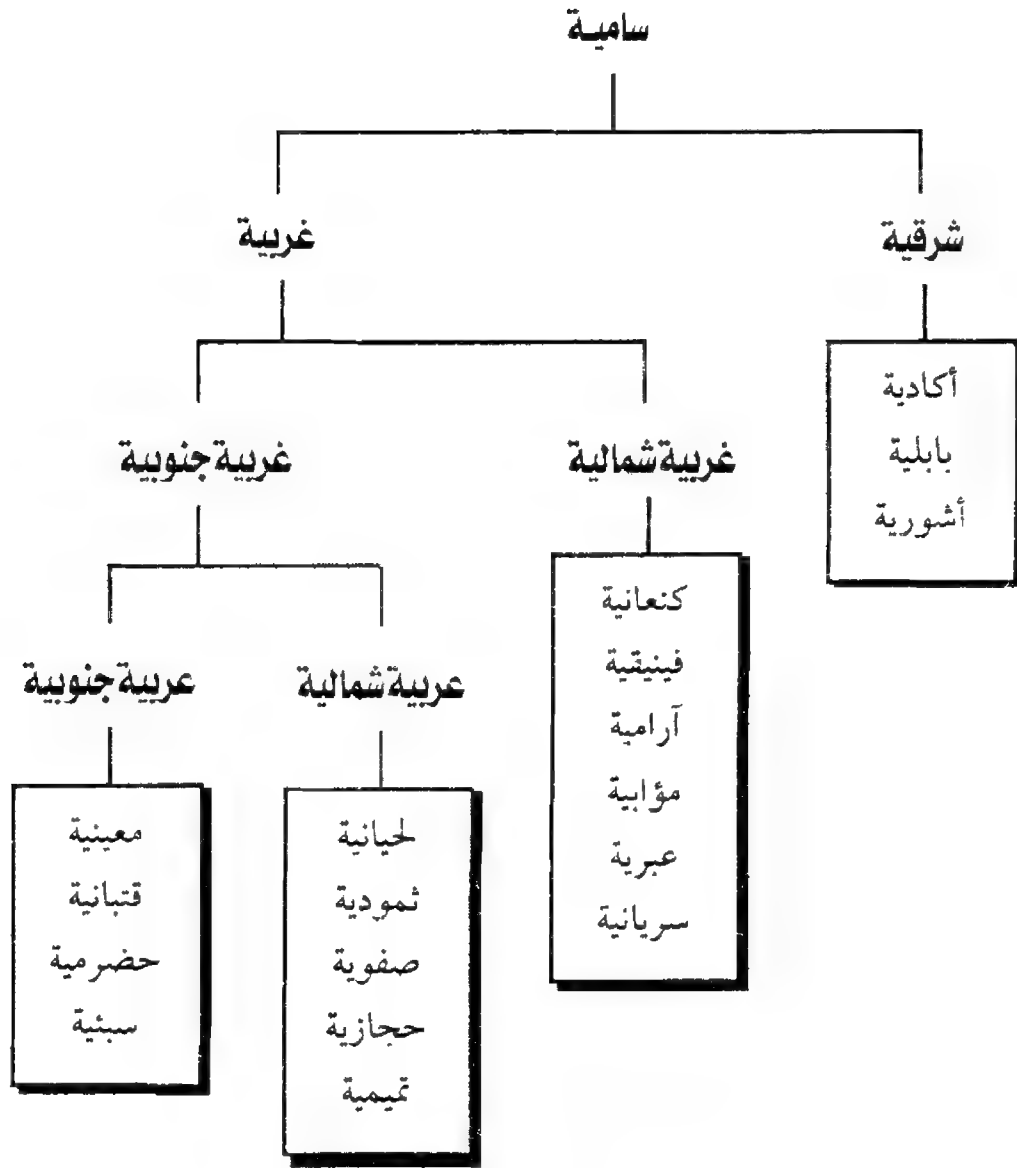 سامية
شرقية
غربية
أكادية
بابلية
أشورية
غربية شمالية
غربية جنوبية
كنعانية
فينيقية
آرامية
مؤابية
عبرية
سريانية
عربية شمالية
عربية جنوبية
لحيانية
ثمودية
صفوية
حجازية
تميمية
معينية
قتبانية
حضرمية
سبئية